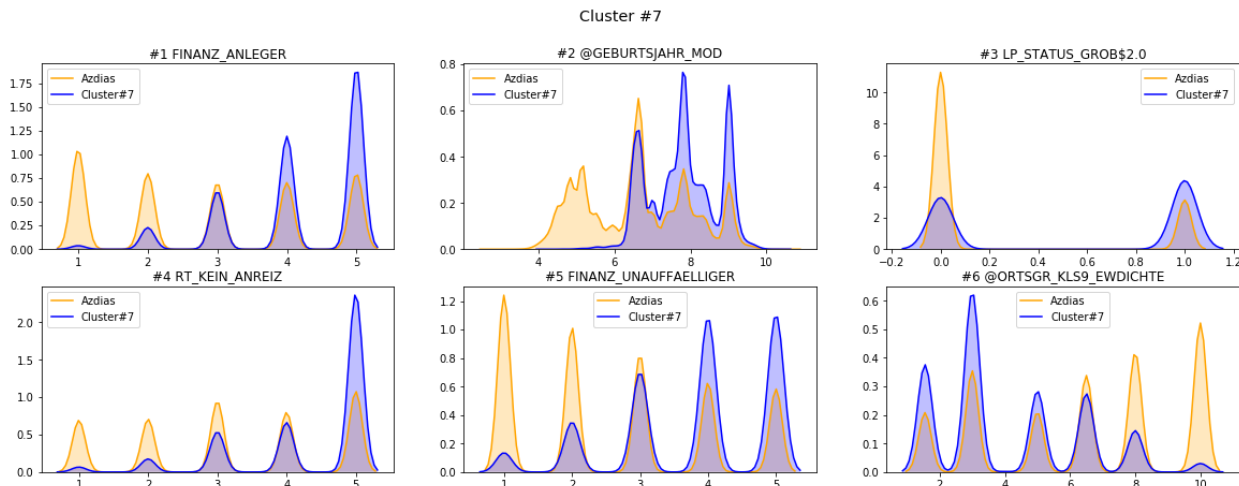 Cluster #7
#1 FINANZ_ANLEGER
#2 @GEBURTSJAHR_MOD
#3 LP_STATUS_GROB$2.0
Azdias
Cluster#7
Azdias
Cluster#7
Azdias
Cluster#7
1.75
1.50
1.25
1.00
0.75
0.50
0.25
0.00
0.8
0.6
0.4
0.2
0.0
10
8
6
4
2
0
1 2 3 4 5
4 6 8 10
−0.2 0.0 0.2 0.4 0.6 0.8 1.0 1.2
#4 RT_KEIN_ANREIZ
#5 FINANZ_UNAUFFAELLIGER
#6 @ORTSGR_KLS9_EWDICHTE
Azdias
Cluster#7
Azdias
Cluster#7
Azdias
Cluster#7
2.0
1.5
1.0
0.5
0.0
1.2
1.0
0.8
0.6
0.4
0.2
0.0
0.6
0.5
0.4
0.3
0.2
0.1
0.0
1 2 3 4 5
1 2 3 4 5
2 4 6 8 10